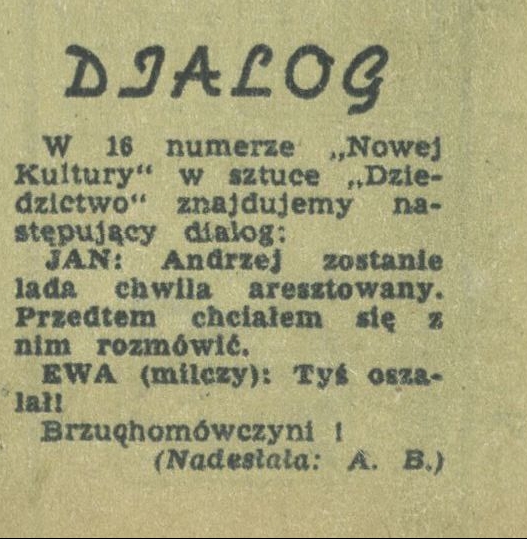 DIALOG
W 16 numerze „Nowej
Kultury“ w sztuce „Dzie-
dzictwo“ znajdujemy na-
stępujący dialog:
JAN: Andrzej zostanie
lada chwila aresztowany.
Przedtem chciałem się z
nim rozmówić.
EWA (milczy): Tyś osza-
lał!
Brzuqhomówczyni !
(Nadesłała: A. B.)